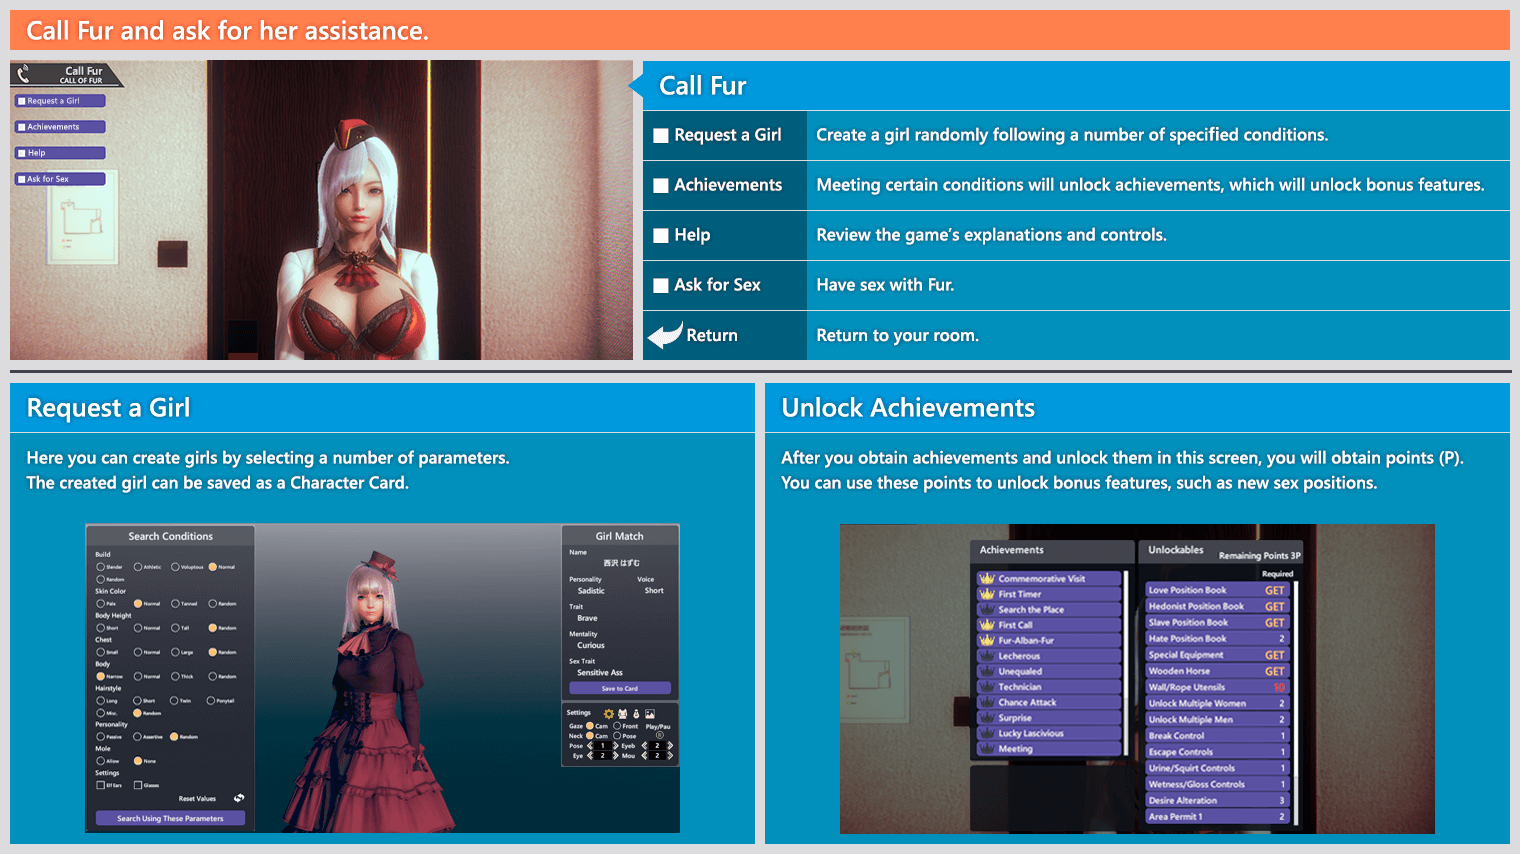 Call Fur and ask for her assistance.
Call Fur
CALL OF FUR
Request a Girl
Achievements
Help
Ask for Sex
Call Fur
Request a Girl
Create a girl randomly following a number of specified conditions.
Achievements
Meeting certain conditions will unlock achievements, which will unlock bonus features.
Help
Review the game's explanations and controls.
Ask for Sex
Have sex with Fur.
Return
Return to your room.
Request a Girl
Here you can create girls by selecting a number of parameters.
The created girl can be saved as a Character Card.
Search Conditions
Build
Slender Athletic Voluptous Normal
Random
Skin Color
Pale Normal Tanned Random
Body Height
Short Normal Tall Random
Chest
Small Normal Large Random
Body
Narrow Normal Thick Random
Hairstyle
Long Short Twin Ponytail
Misc. Random
Personality
Passive Assertive Random
Mole
Allow None
Settings
Elf Ears Glasses
Reset Values
Search Using These Parameters
Girl Match
Name
西沢 はずむ
Personality Voice
Sadistic Short
Trait
Brave
Mentality
Curious
Sex Trait
Sensitive Ass
Save to Card
Settings
Gaze Cam Front Play/Pau
Neck Cam Pose
Pose 1 Eyeb 2
Eye 2 Mou 2
Unlock Achievements
After you obtain achievements and unlock them in this screen, you will obtain points (P).
You can use these points to unlock bonus features, such as new sex positions.
Achievements
Commemorative Visit
First Timer
Search the Place
First Call
Fur-Alban-Fur
Lecherous
Unequaled
Technician
Chance Attack
Surprise
Lucky Lascivious
Meeting
Unlockables
Remaining Points 3P
Required
Love Position Book GET
Hedonist Position Book GET
Slave Position Book GET
Hate Position Book 2
Special Equipment GET
Wooden Horse GET
Wall/Rope Utensils 10
Unlock Multiple Women 2
Unlock Multiple Men 2
Break Control 1
Escape Controls 1
Urine/Squirt Controls 1
Wetness/Gloss Controls 1
Desire Alteration 3
Area Permit 1 2